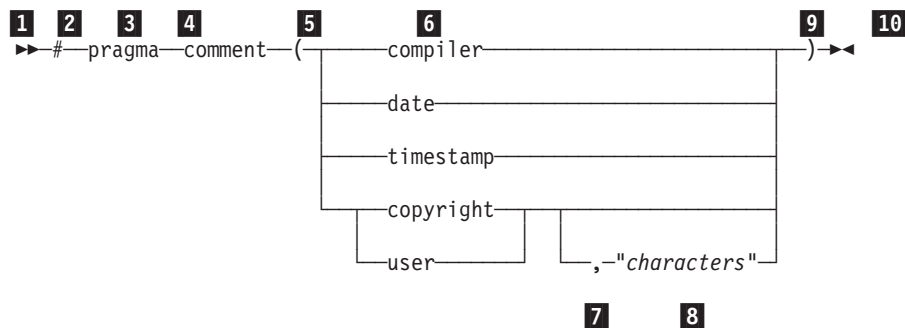 1 2 3 4 5 6 9 10
# pragma comment ( compiler )
date
timestamp
copyright
user , "characters"
7 8